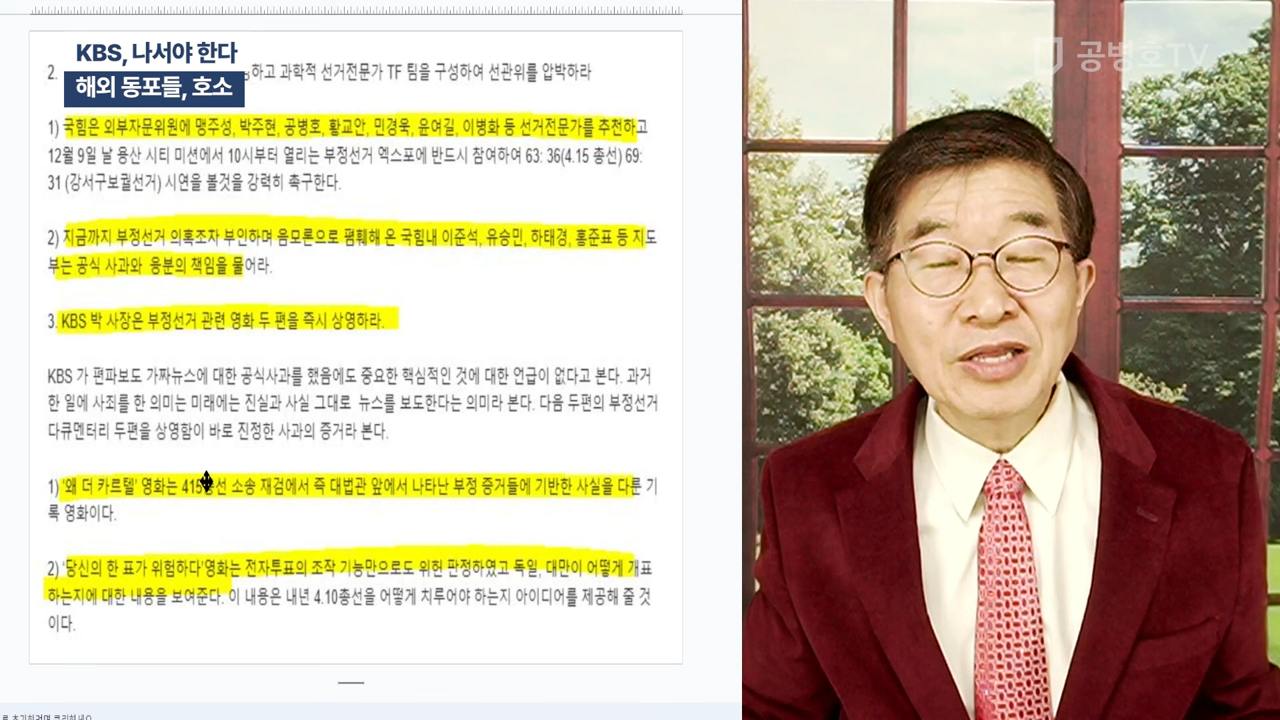 KBS, 나서야 한다
해외 동포들, 호소
공병호TV
2. 하고 과학적 선거전문가 TF 팀을 구성하여 선관위를 압박하라
1) 국힘은 외부자문위원에 맹주성, 박주현, 공병호, 황교안, 민경욱, 윤여길, 이병화 등 선거전문가를 추천하고
12월 9일 날 용산 시티 미션에서 10시부터 열리는 부정선거 엑스포에 반드시 참여하여 63: 36(4.15 총선) 69:
31 (강서구보궐선거) 시연을 볼것을 강력히 촉구한다.
2) 지금까지 부정선거 의혹조차 부인하며 음모론으로 폄훼해 온 국힘내 이준석, 유승민, 하태경, 홍준표 등 지도
부는 공식 사과와 응분의 책임을 물어라.
3. KBS 박 사장은 부정선거 관련 영화 두 편을 즉시 상영하라.
KBS 가 편파보도 가짜뉴스에 대한 공식사과를 했음에도 중요한 핵심적인 것에 대한 언급이 없다고 본다. 과거
한 일에 사죄를 한 의미는 미래에는 진실과 사실 그대로 뉴스를 보도한다는 의미라 본다. 다음 두편의 부정선거
다큐멘터리 두편을 상영함이 바로 진정한 사과의 증거라 본다.
1) '왜 더 카르텔' 영화는 415총선 소송 재검에서 즉 대법관 앞에서 나타난 부정 증거들에 기반한 사실을 다룬 기
록 영화이다.
2) '당신의 한 표가 위험하다'영화는 전자투표의 조작 기능만으로도 위헌 판정하였고 독일, 대만이 어떻게 개표
하는지에 대한 내용을 보여준다. 이 내용은 내년 4.10총선을 어떻게 치루어야 하는지 아이디어를 제공해 줄 것
이다.